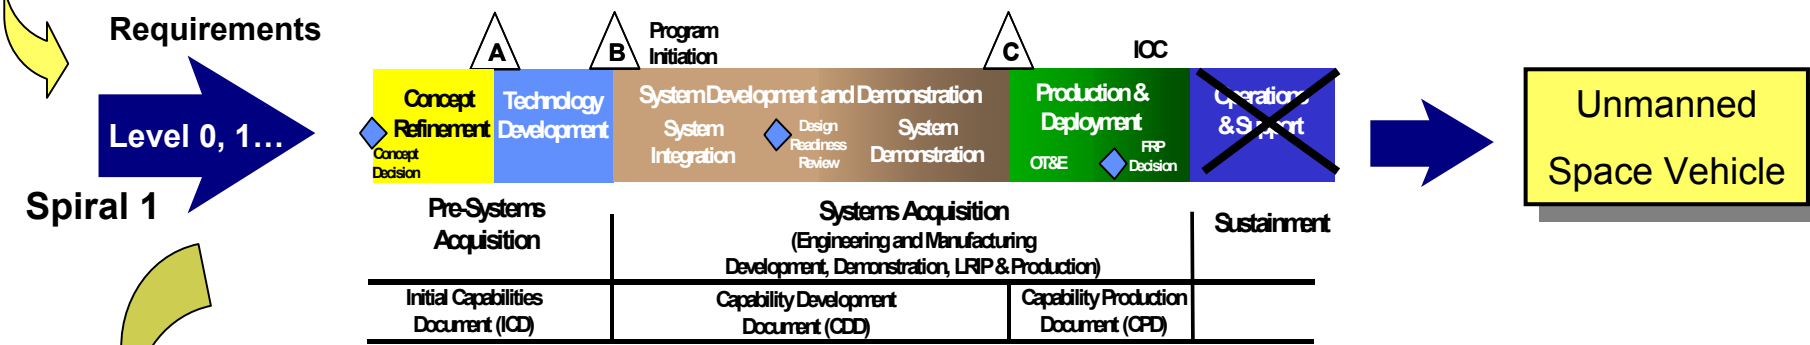 Requirements
Level 0, 1…
Spiral 1
A
B
Program
Initiation
C
IOC
Concept
Refinement
Concept
Decision
Technology
Development
System Development and Demonstration
System
Integration
Design
Readiness
Review
System
Demonstration
Production &
Deployment
OT&E
FRP
Decision
Operations
& Support
Pre-Systems
Acquisition
Systems Acquisition
(Engineering and Manufacturing
Development, Demonstration, LRIP & Production)
Sustainment
Initial Capabilities
Document (ICD)
Capability Development
Document (CDD)
Capability Production
Document (CPD)
Unmanned
Space Vehicle